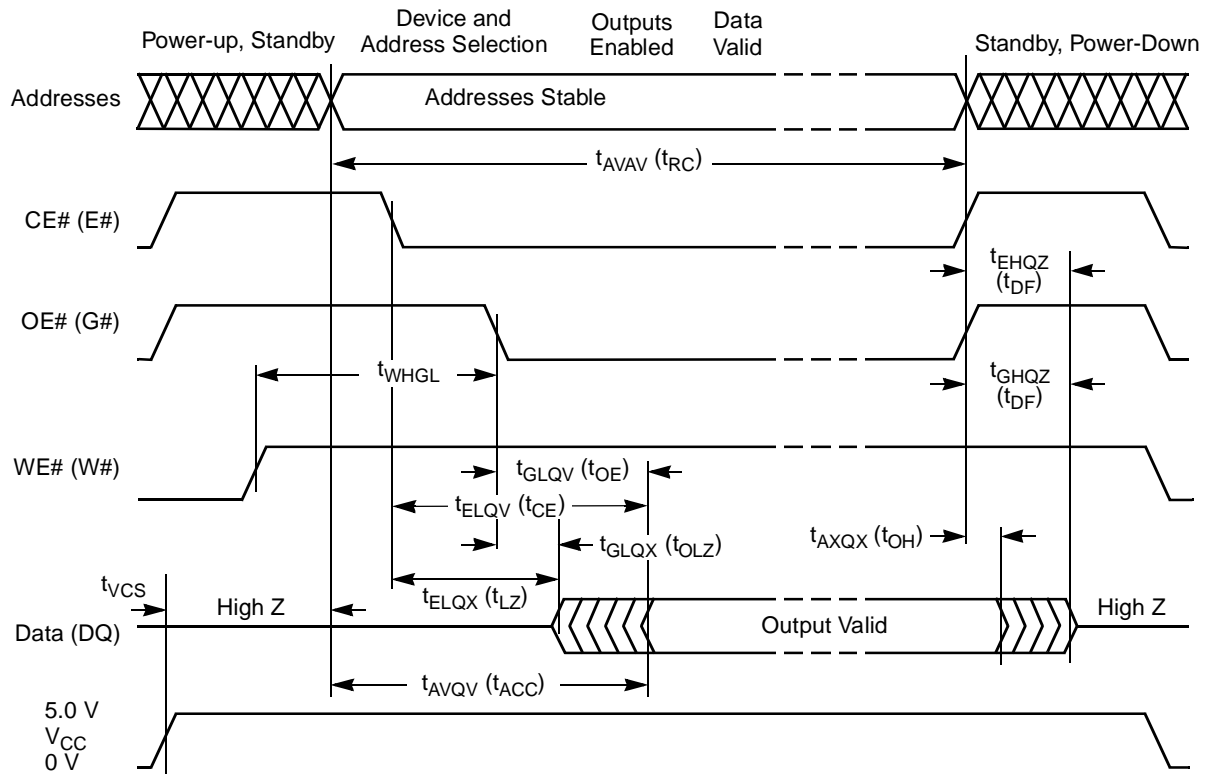 Power-up, Standby
Device and
Address Selection
Outputs
Enabled
Data
Valid
Standby, Power-Down
Addresses
Addresses Stable
tAVAV (tRC)
CE# (E#)
tEHQZ
(tDF)
OE# (G#)
tWHGL
tGHQZ
(tDF)
WE# (W#)
tGLQV (tOE)
tELQV (tCE)
tGLQX (tOLZ)
tAXQX (tOH)
tVCS
tELQX (tLZ)
High Z
Data (DQ)
Output Valid
High Z
tAVQV (tACC)
5.0 V
VCC
0 V